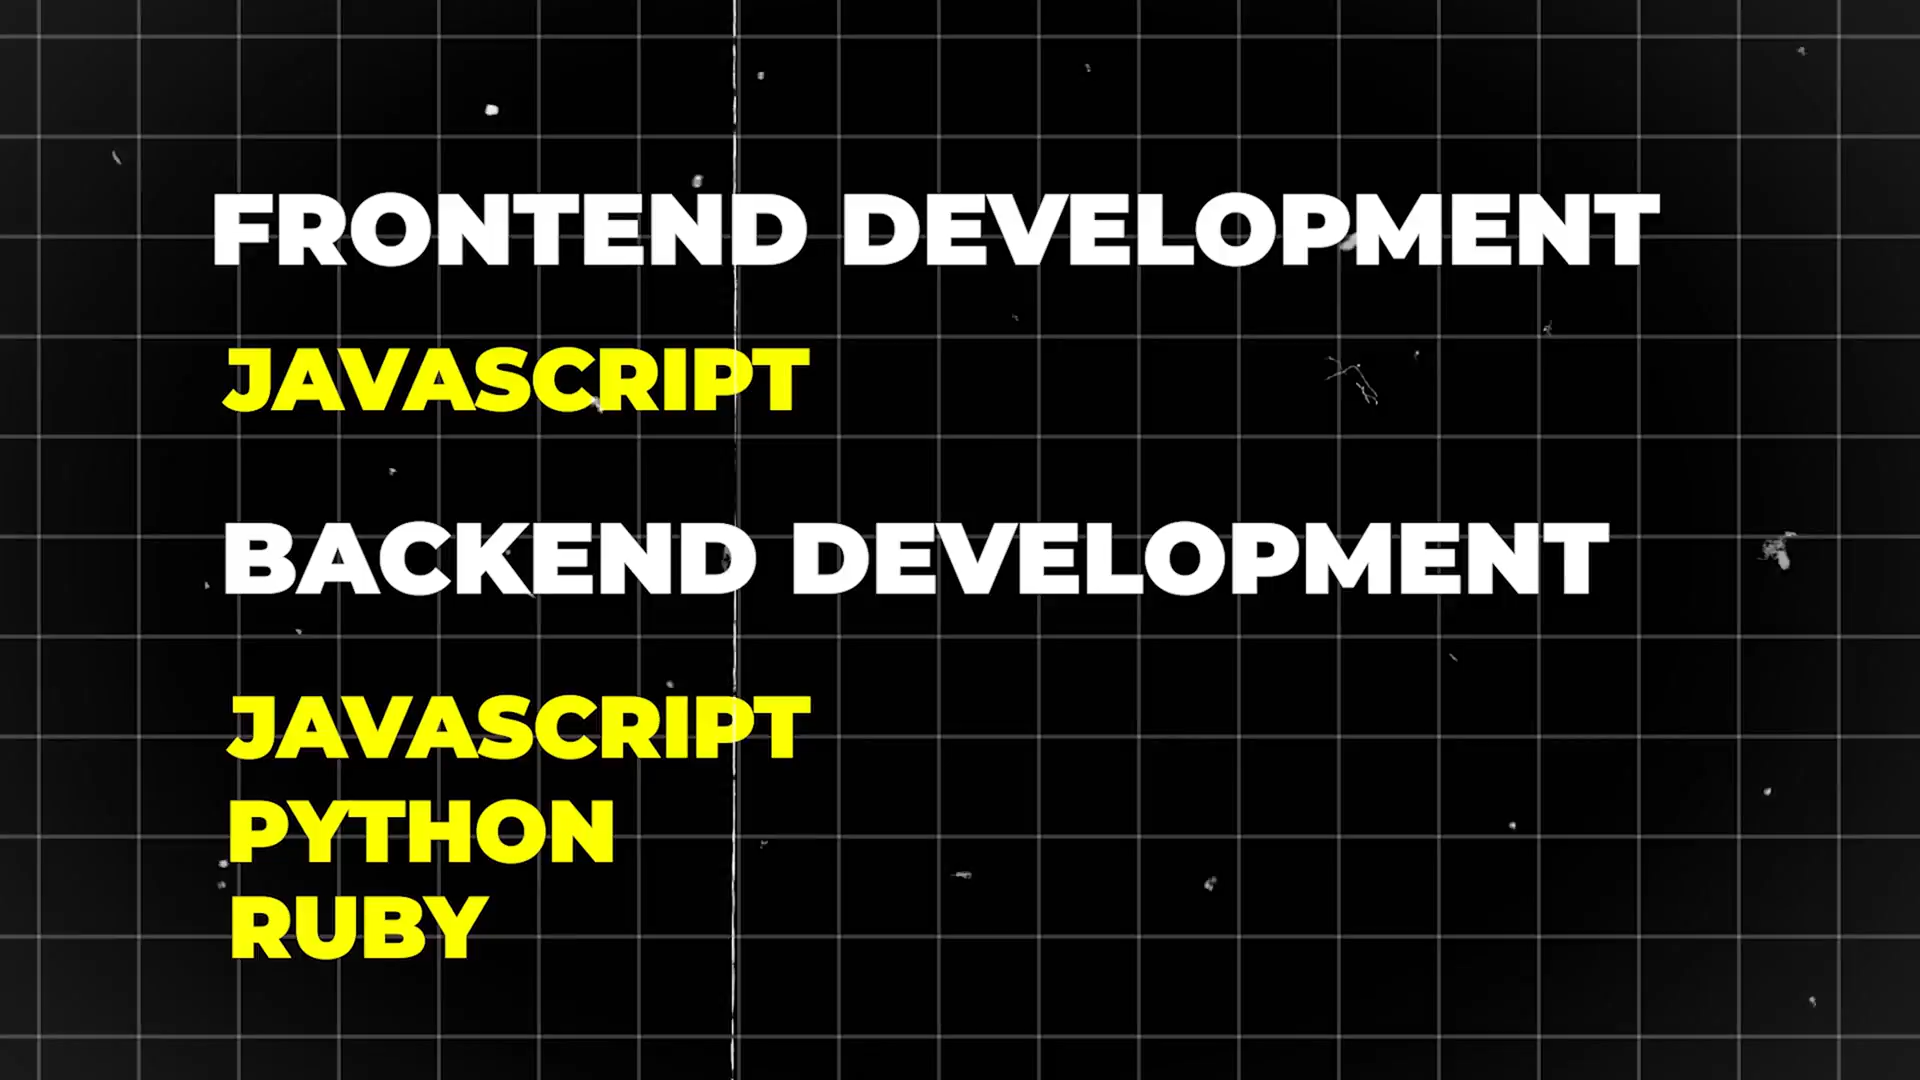 FRONTEND DEVELOPMENT
JAVASCRIPT
BACKEND DEVELOPMENT
JAVASCRIPT
PYTHON
RUBY